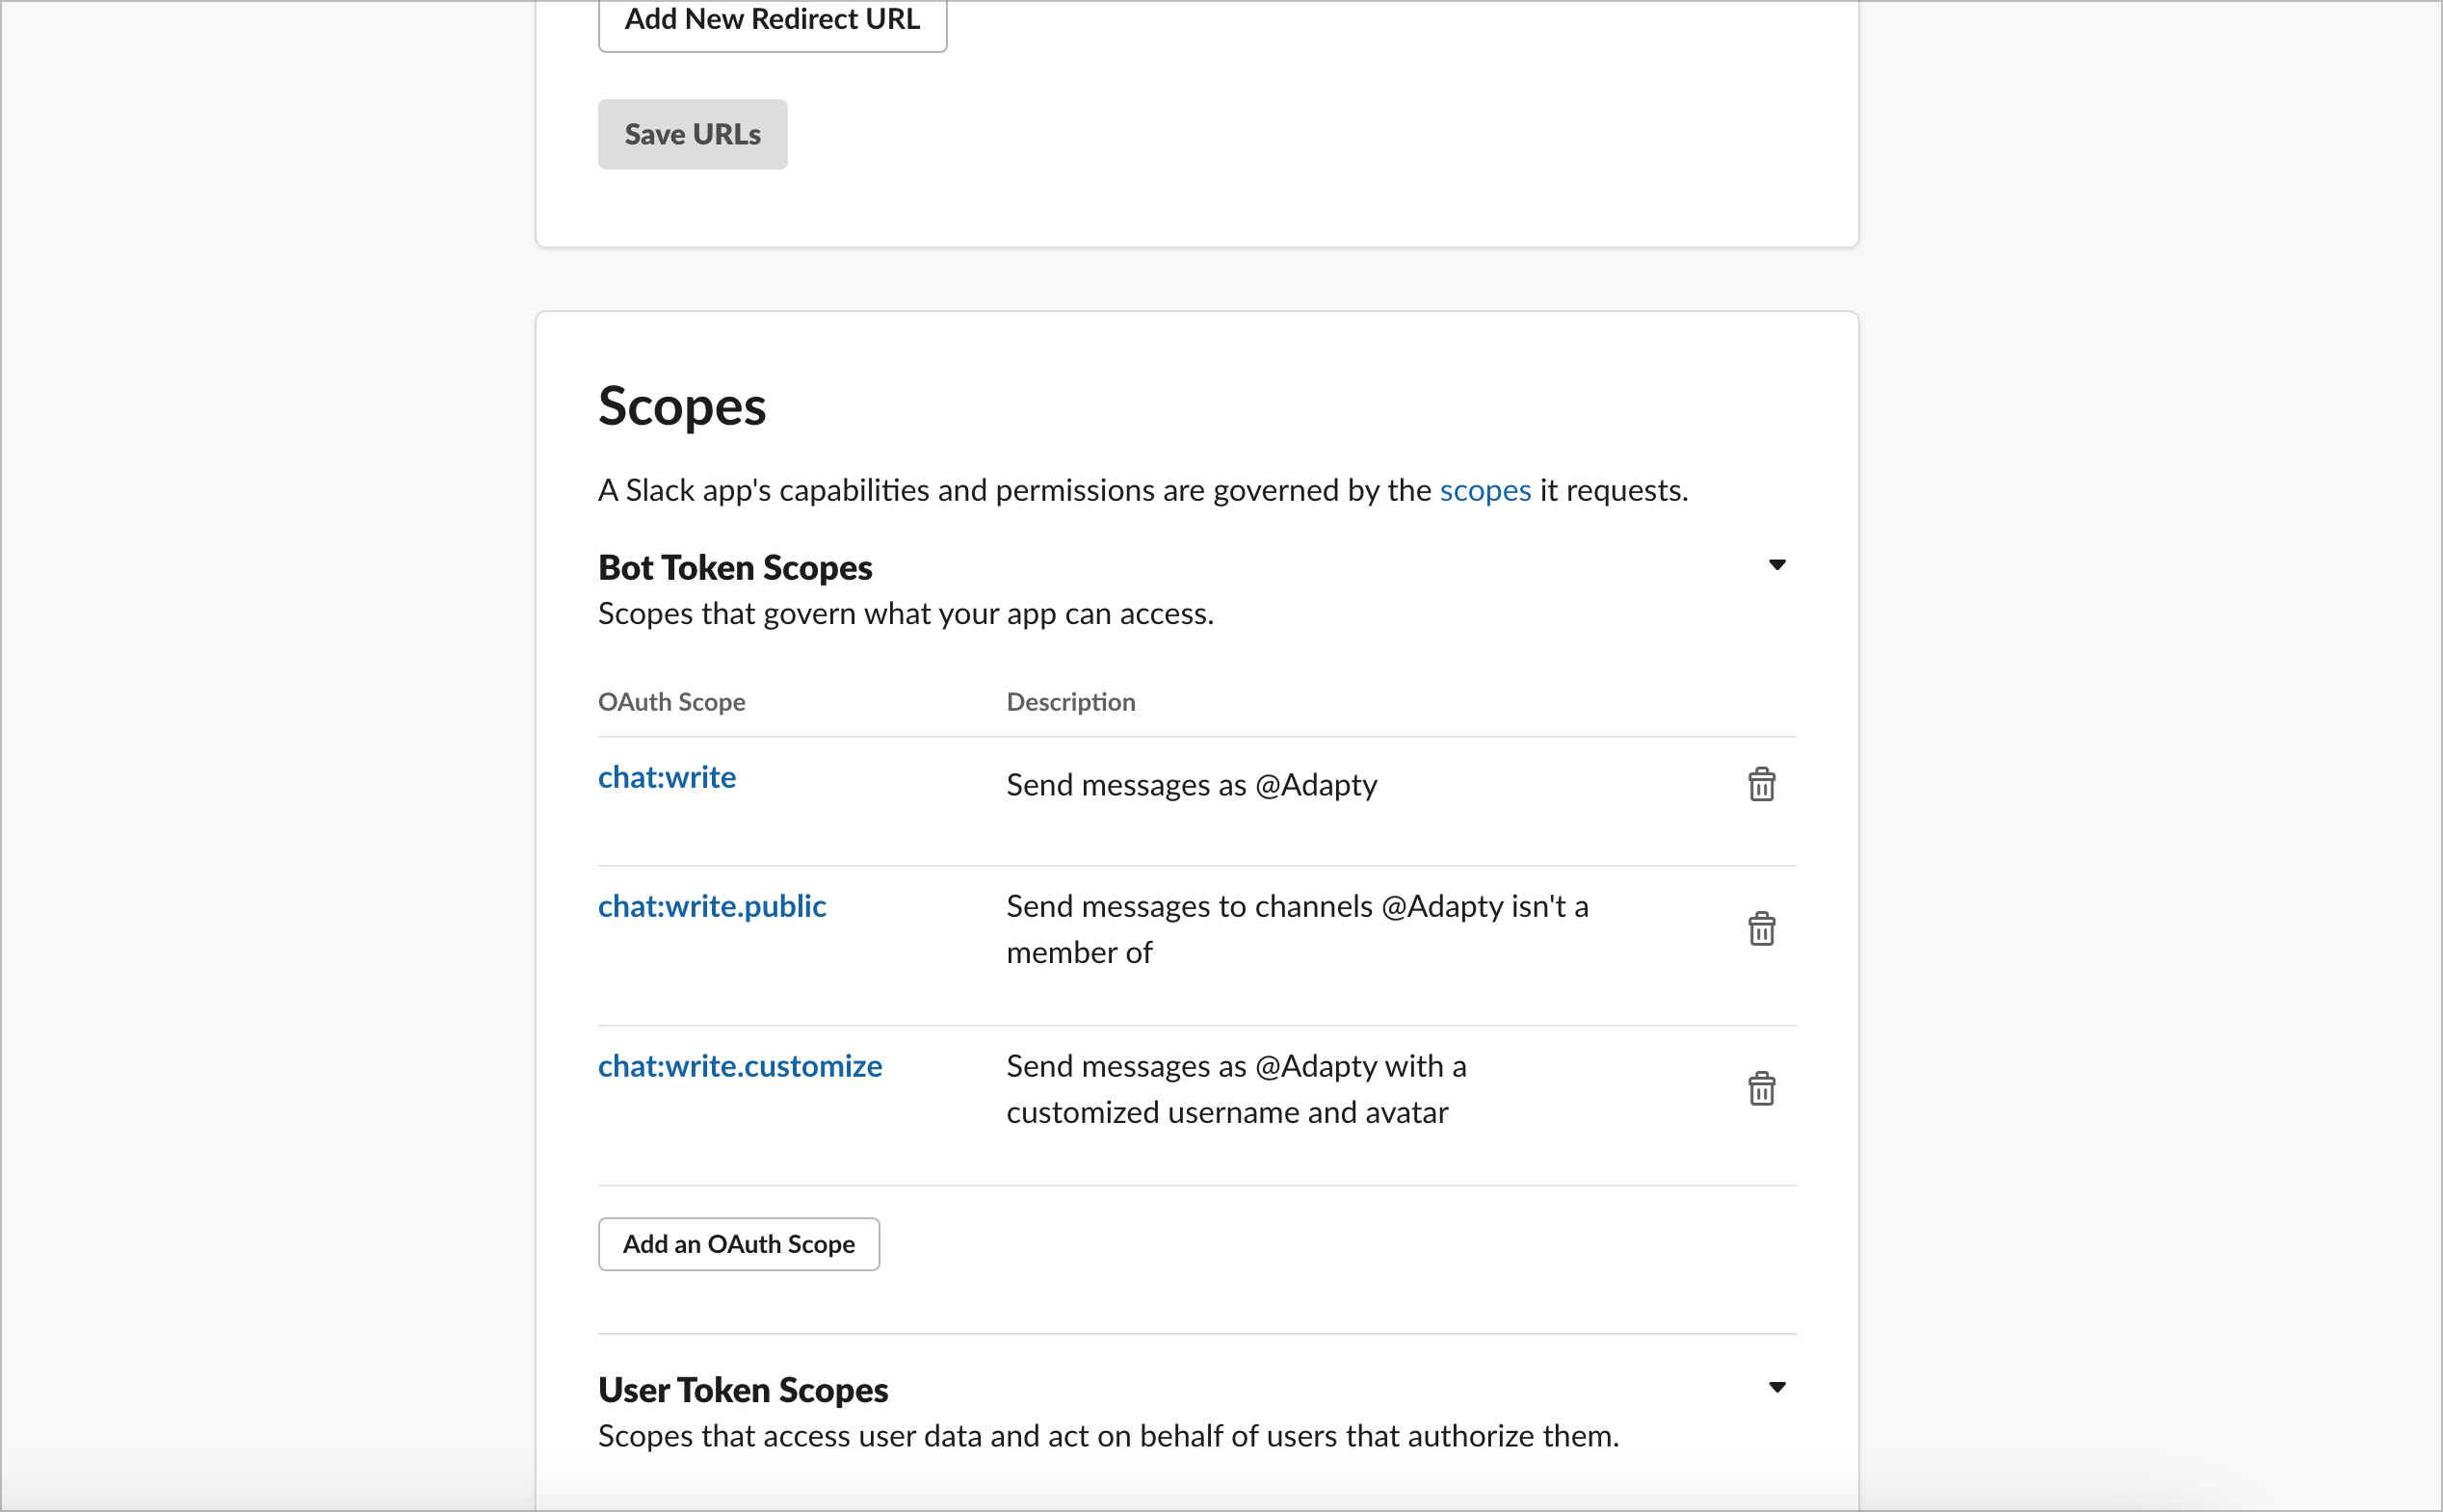 Add New Redirect URL
Save URLs
Scopes
A Slack app's capabilities and permissions are governed by the scopes it requests.
Bot Token Scopes
Scopes that govern what your app can access.
OAuth Scope Description
chat:write Send messages as @Adapty
chat:write.public Send messages to channels @Adapty isn't a
member of
chat:write.customize Send messages as @Adapty with a
customized username and avatar
Add an OAuth Scope
User Token Scopes
Scopes that access user data and act on behalf of users that authorize them.